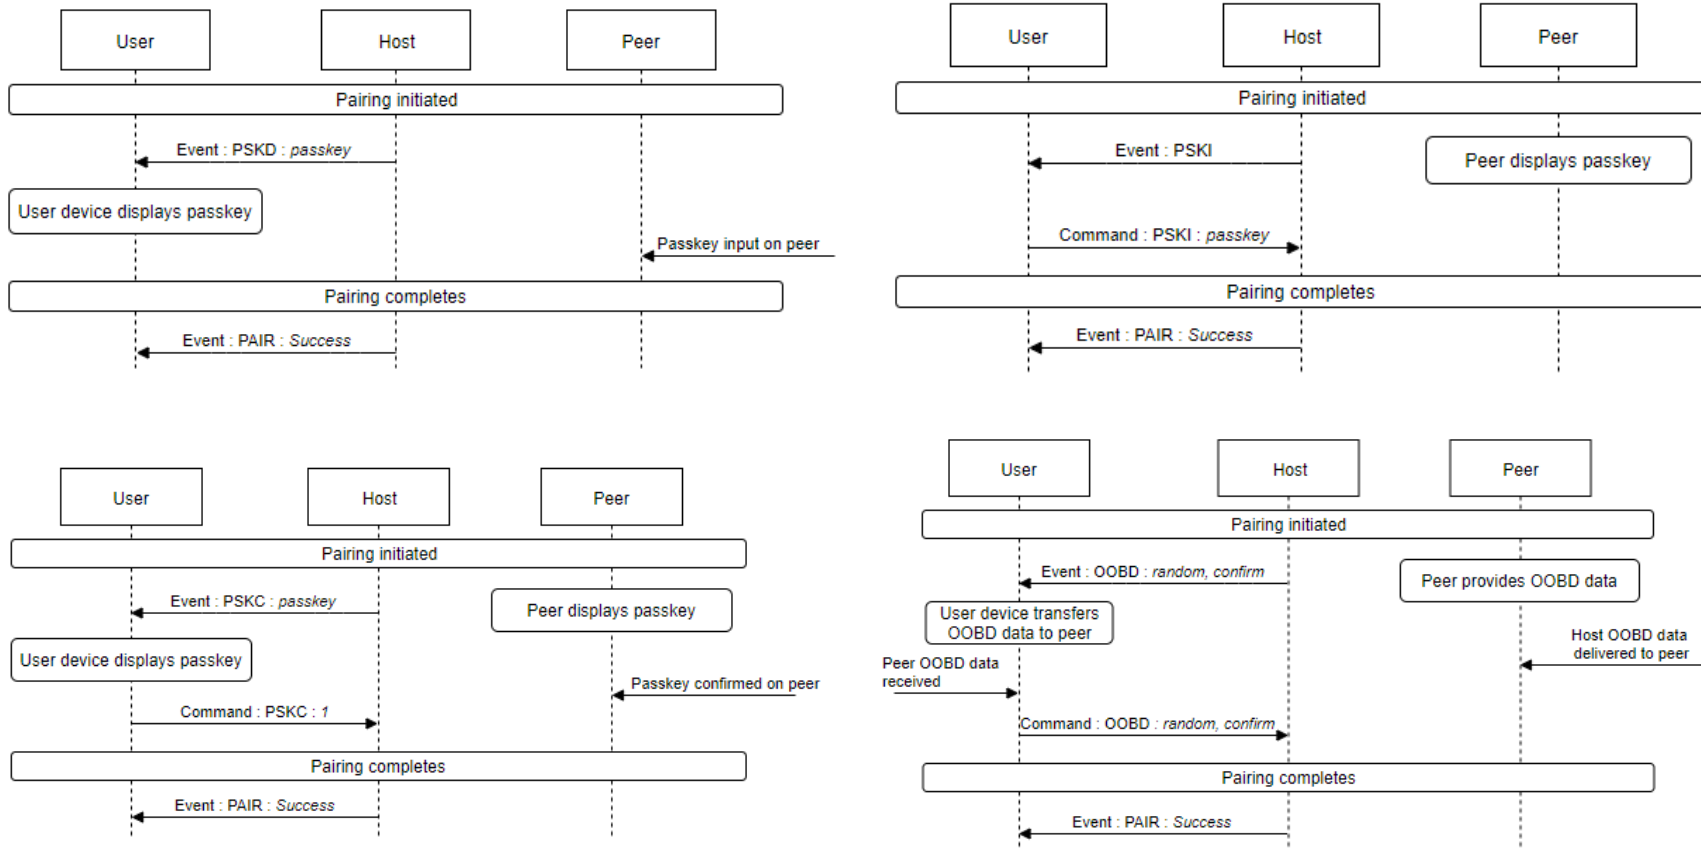 User
Host
Peer
Pairing initiated
Event : PSKD : passkey
User device displays passkey
Passkey input on peer
Pairing completes
Event : PAIR : Success
User
Host
Peer
Pairing initiated
Event : PSKI
Peer displays passkey
Command : PSKI : passkey
Pairing completes
Event : PAIR : Success
User
Host
Peer
Pairing initiated
Event : PSKC : passkey
Peer displays passkey
User device displays passkey
Passkey confirmed on peer
Command : PSKC : 1
Pairing completes
Event : PAIR : Success
User
Host
Peer
Pairing initiated
Event : OOBD : random, confirm
Peer provides OOBD data
User device transfers
OOBD data to peer
Host OOBD data
delivered to peer
Peer OOBD data
received
Command : OOBD : random, confirm
Pairing completes
Event : PAIR : Success